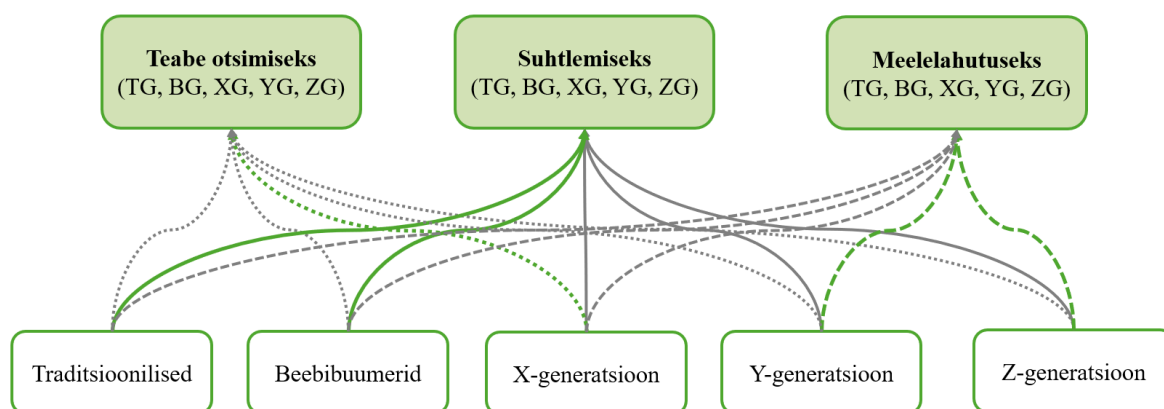 Teabe otsimiseks
(TG, BG, XG, YG, ZG)
Suhtlemiseks
(TG, BG, XG, YG, ZG)
Meelelahutuseks
(TG, BG, XG, YG, ZG)
Traditsioonilised
Beebibuumerid
X-generatsioon
Y-generatsioon
Z-generatsioon